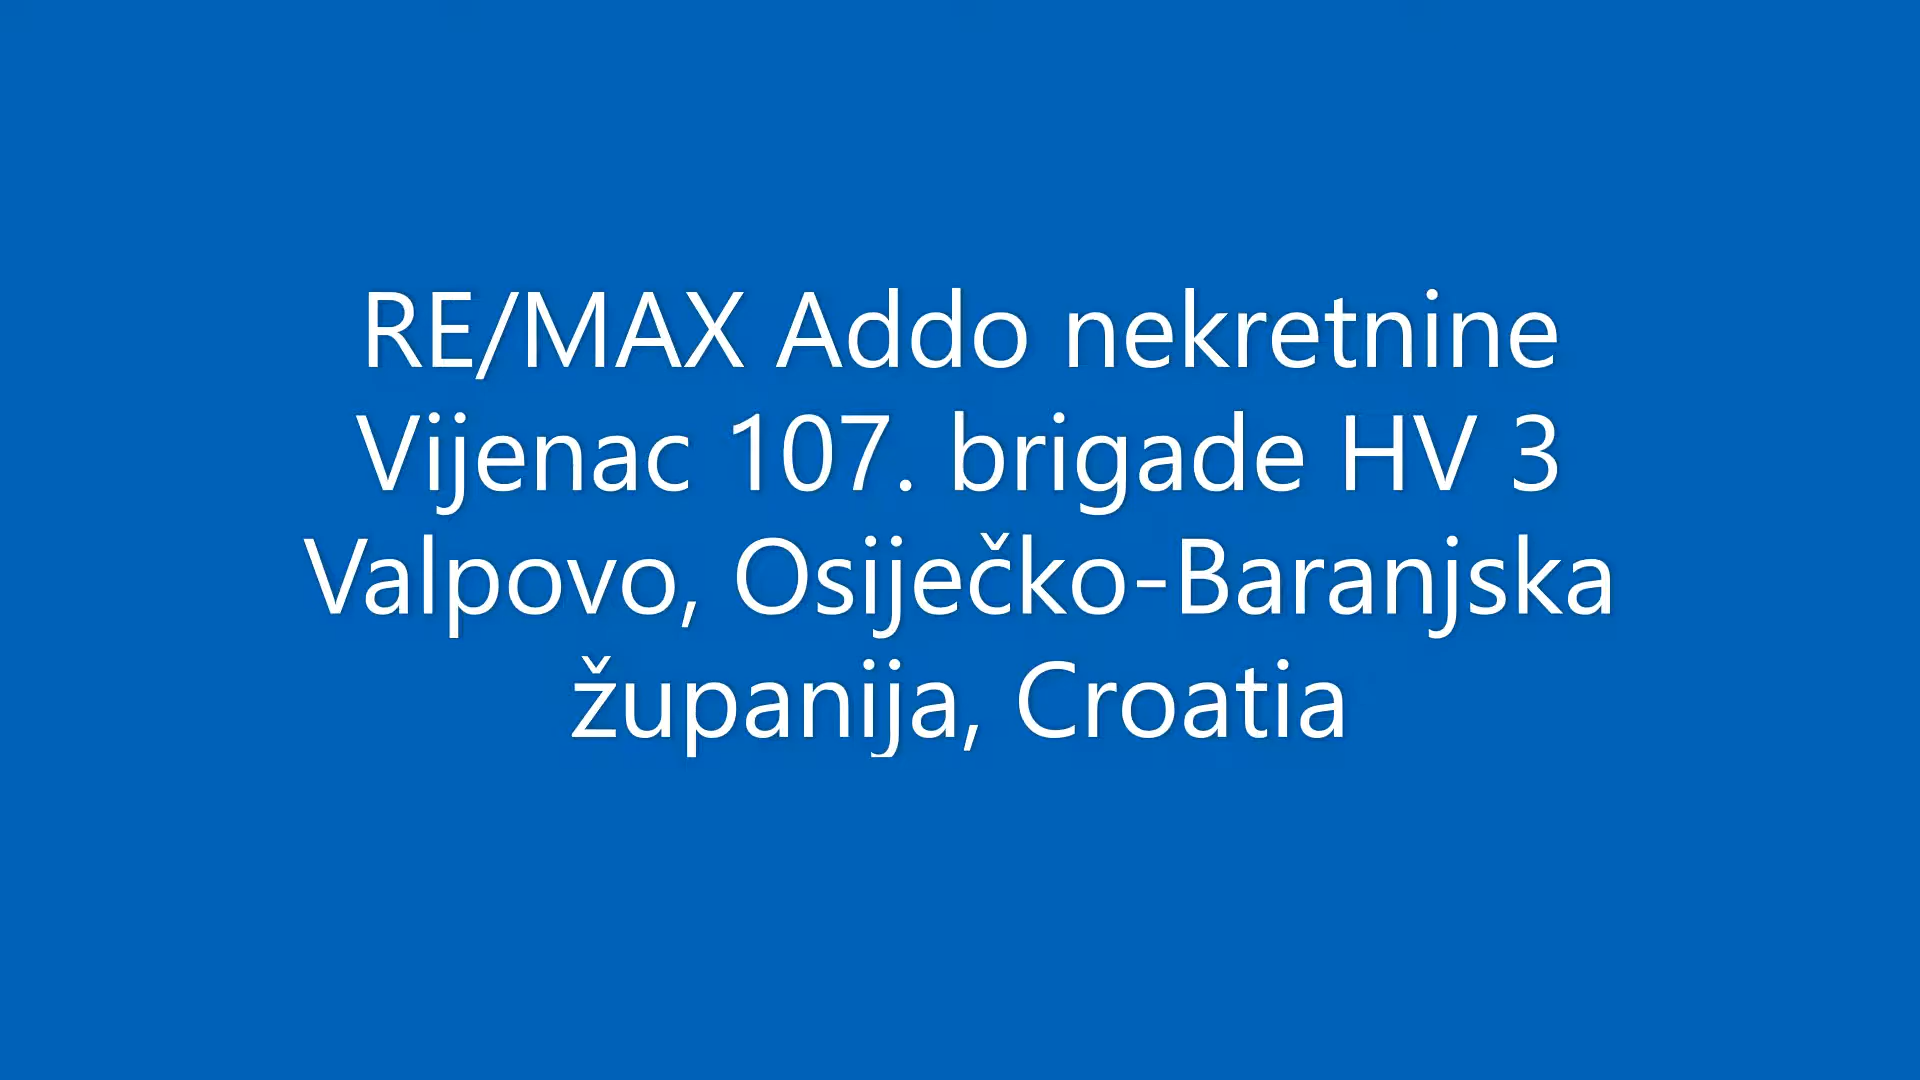 RE/MAX Addo nekretnine
Vijenac 107. brigade HV 3
Valpovo, Osiječko-Baranjska
županija, Croatia